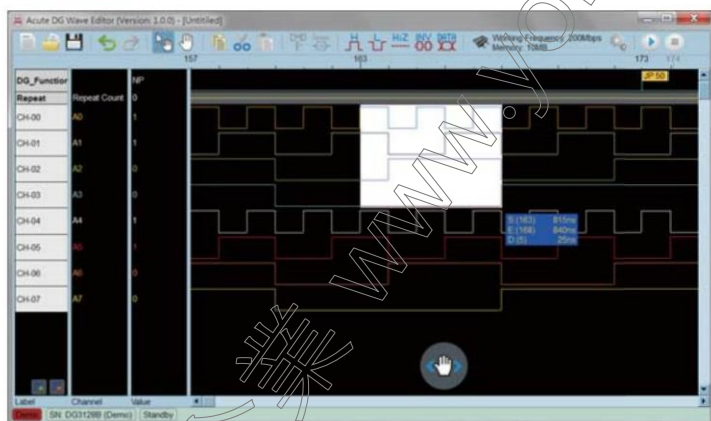 Acute DG Wave Editor (Version: 1.0.0) - [Untitled]
H L HiZ INV DATA Working Frequency: 200Mbps
Memory: 10MB
157 163 173 174
DG_Function NP JP:50
Repeat Repeat Count 0
CH-00 A0 1
CH-01 A1 1
CH-02 A2 0
CH-03 A3 0
CH-04 A4 1
S:(163) 815ns
E:(168) 840ns
D:(5) 25ns
CH-05 A5 1
CH-06 A6 0
CH-07 A7 0
Label Channel Value
Demo SN: DG3128B (Demo) Standby